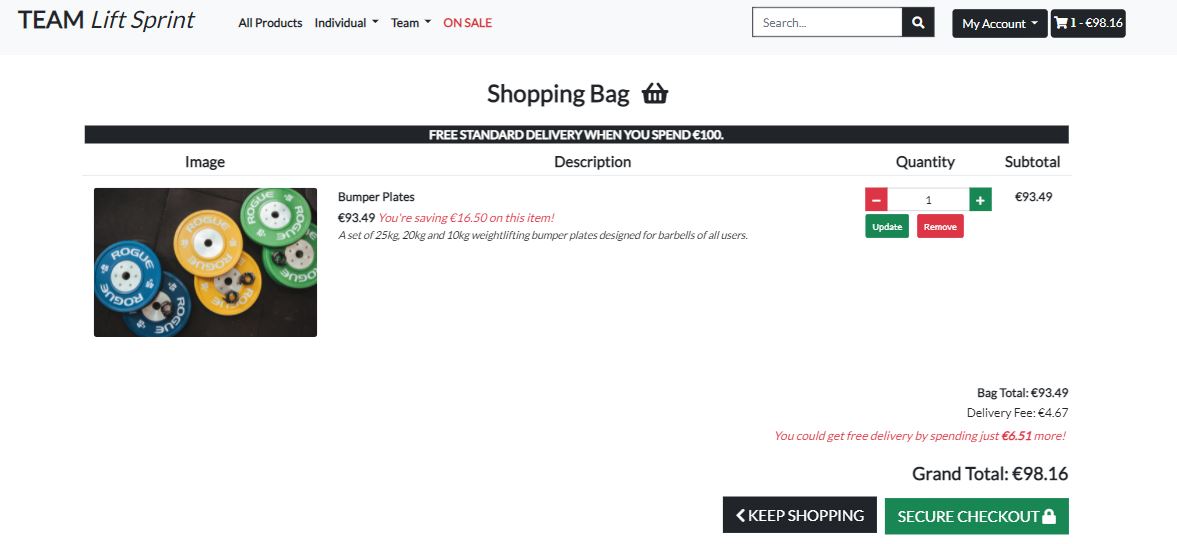 TEAM Lift Sprint
All Products Individual Team ON SALE
Search...
My Account
1 - €98.16
Shopping Bag
FREE STANDARD DELIVERY WHEN YOU SPEND €100.
Image Description Quantity Subtotal
ROGUE
ROGUE
ROGUE
ROGUE
ROGUE
ROGUE
Bumper Plates
€93.49 You're saving €16.50 on this item!
A set of 25kg, 20kg and 10kg weightlifting bumper plates designed for barbells of all users.
− 1 +
Update Remove
€93.49
Bag Total: €93.49
Delivery Fee: €4.67
You could get free delivery by spending just €6.51 more!
Grand Total: €98.16
KEEP SHOPPING
SECURE CHECKOUT